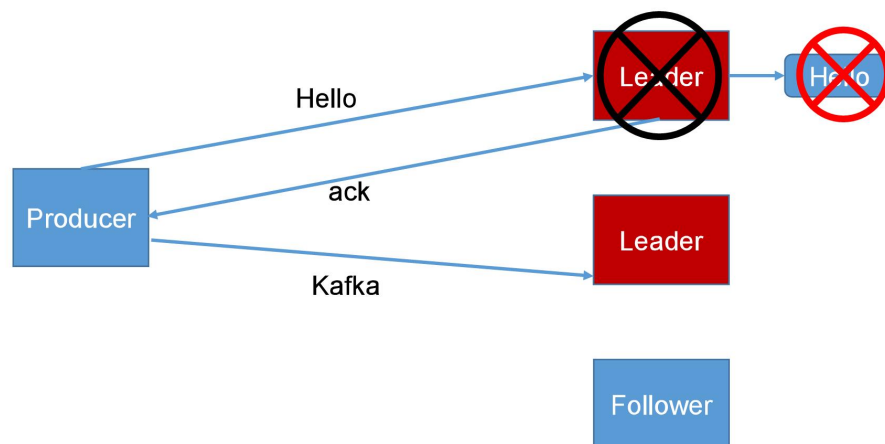 Leader
Hello
Hello
ack
Producer
Leader
Kafka
Follower